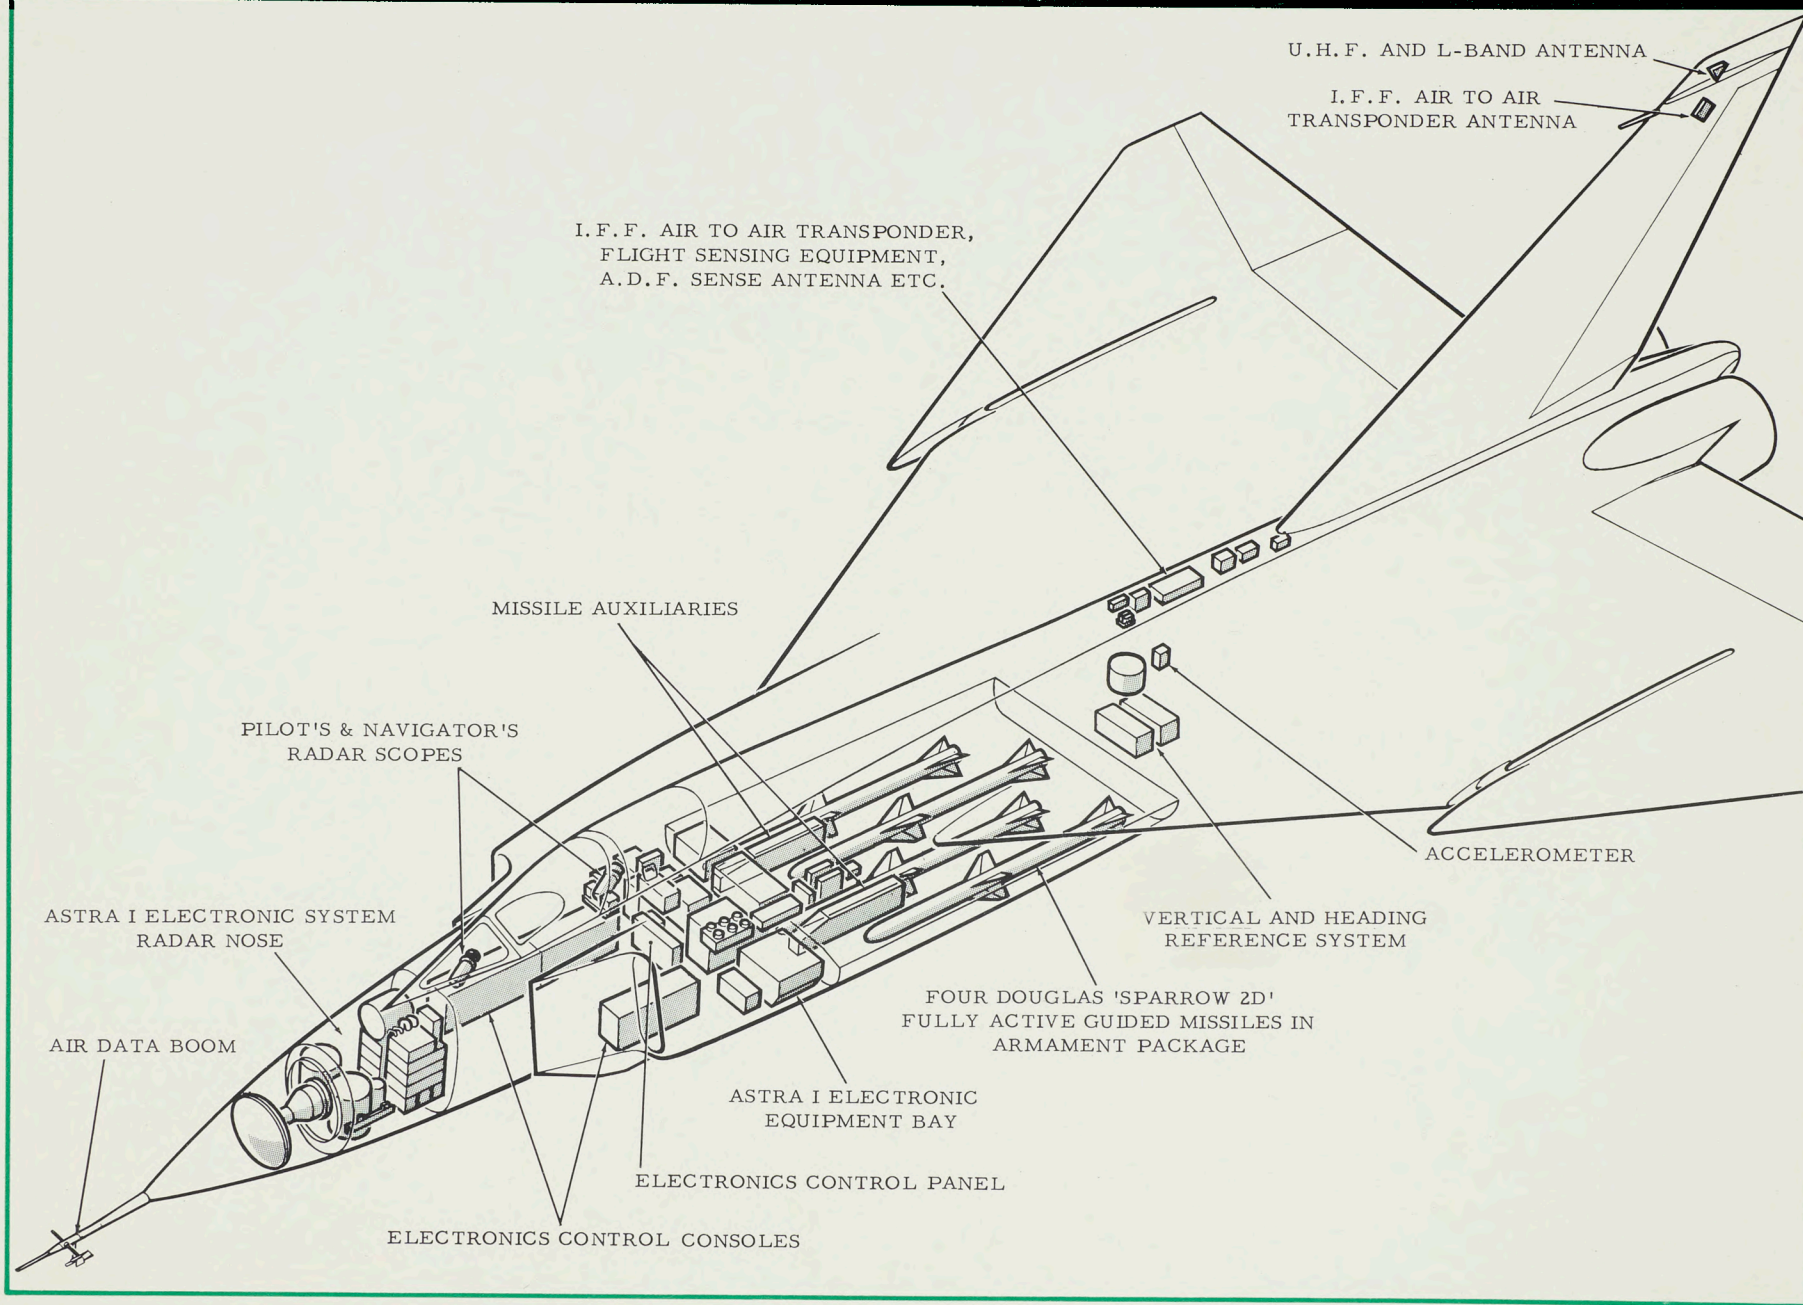 U.H.F. AND L-BAND ANTENNA
I.F.F. AIR TO AIR
TRANSPONDER ANTENNA
I.F.F. AIR TO AIR TRANSPONDER,
FLIGHT SENSING EQUIPMENT,
A.D.F. SENSE ANTENNA ETC.
MISSILE AUXILIARIES
PILOT'S & NAVIGATOR'S
RADAR SCOPES
ACCELEROMETER
ASTRA I ELECTRONIC SYSTEM
RADAR NOSE
VERTICAL AND HEADING
REFERENCE SYSTEM
FOUR DOUGLAS 'SPARROW 2D'
FULLY ACTIVE GUIDED MISSILES IN
ARMAMENT PACKAGE
AIR DATA BOOM
ASTRA I ELECTRONIC
EQUIPMENT BAY
ELECTRONICS CONTROL PANEL
ELECTRONICS CONTROL CONSOLES